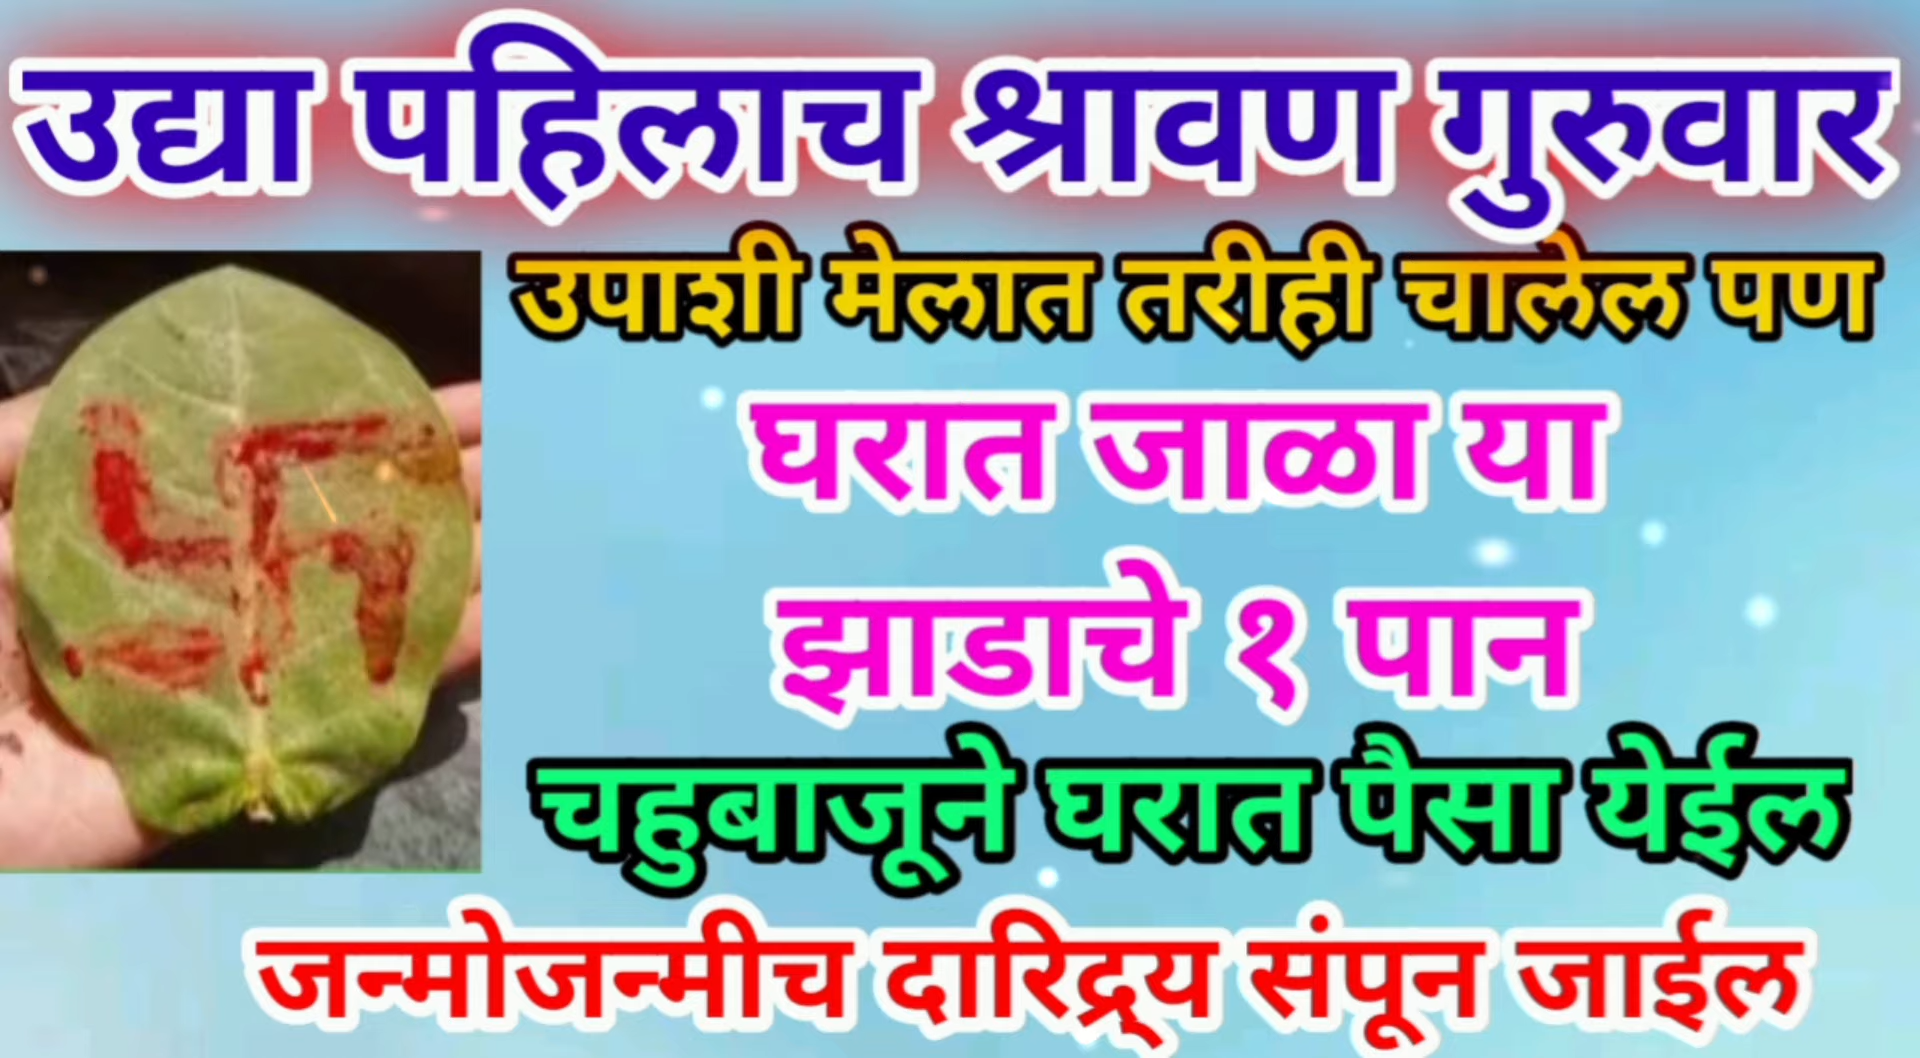 उद्या पहिलाच श्रावण गुरुवार
उपाशी मेलात तरीही चालेल पण
घरात जाळा या
झाडाचे १ पान
चहुबाजूने घरात पैसा येईल
जन्मोजन्मीच दारिद्र्य संपून जाईल